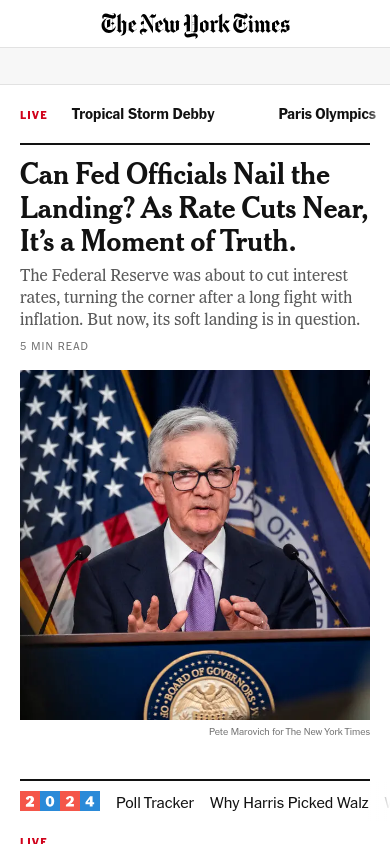 The New York Times
LIVE Tropical Storm Debby Paris Olympics
Can Fed Officials Nail the
Landing? As Rate Cuts Near,
It's a Moment of Truth.
The Federal Reserve was about to cut interest
rates, turning the corner after a long fight with
inflation. But now, its soft landing is in question.
5 MIN READ
BOARD OF GOVERNORS
Pete Marovich for The New York Times
2024 Poll Tracker Why Harris Picked Walz
LIVE